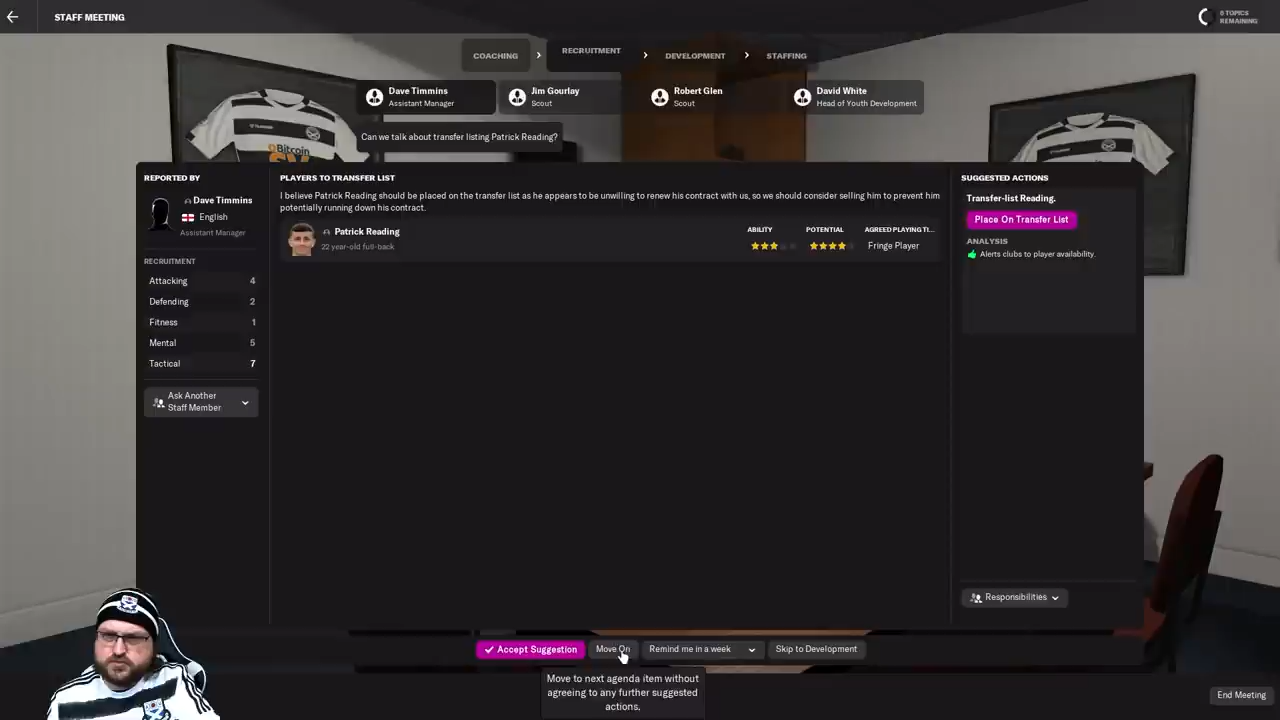 STAFF MEETING
6 TOPICS
REMAINING
COACHING
RECRUITMENT
DEVELOPMENT
STAFFING
Dave Timmins
Assistant Manager
Jim Gourlay
Scout
Robert Glen
Scout
David White
Head of Youth Development
Can we talk about transfer listing Patrick Reading?
Bitcoin
SV
REPORTED BY
Dave Timmins
English
Assistant Manager
RECRUITMENT
Attacking 4
Defending 2
Fitness 1
Mental 5
Tactical 7
Ask Another
Staff Member
PLAYERS TO TRANSFER LIST
I believe Patrick Reading should be placed on the transfer list as he appears to be unwilling to renew his contract with us, so we should consider selling him to prevent him
potentially running down his contract.
Patrick Reading
22 year-old full-back
ABILITY
POTENTIAL
AGREED PLAYING TI...
Fringe Player
SUGGESTED ACTIONS
Transfer-list Reading.
Place On Transfer List
ANALYSIS
Alerts clubs to player availability.
Responsibilities
Accept Suggestion
Move On
Remind me in a week
Skip to Development
Move to next agenda item without
agreeing to any further suggested
actions.
End Meeting